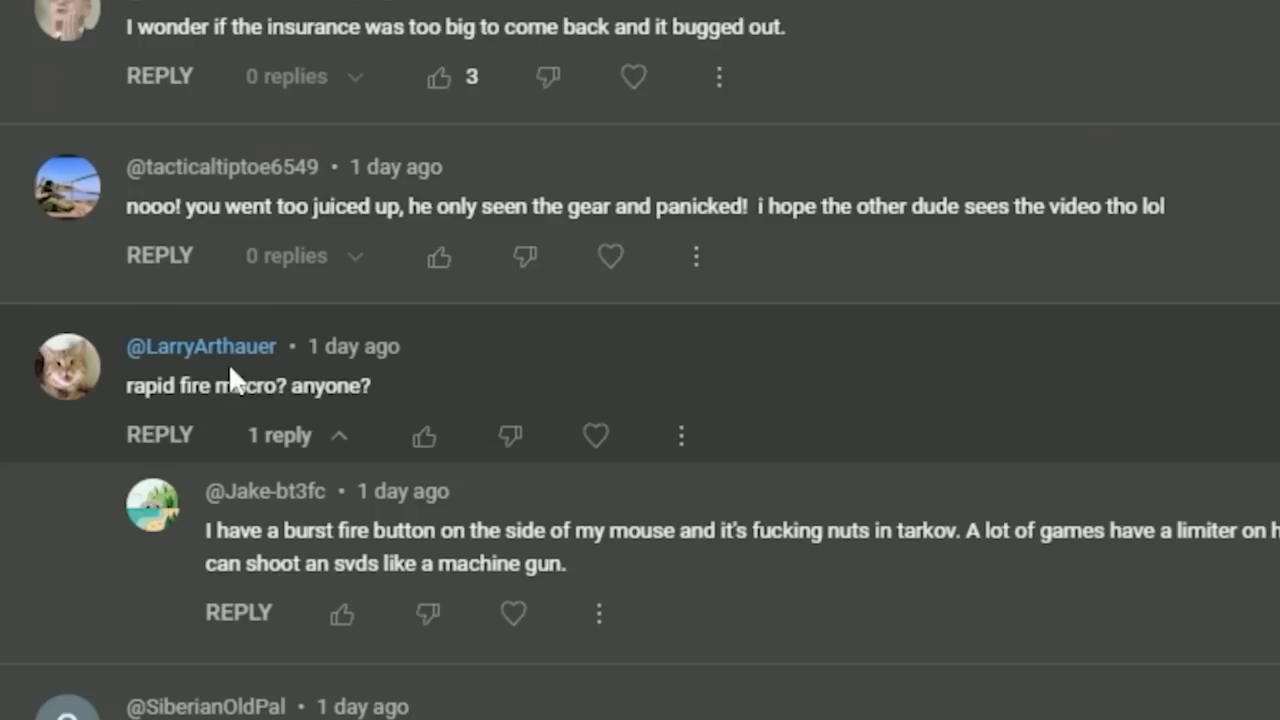 I wonder if the insurance was too big to come back and it bugged out.
REPLY 0 replies 3
@tacticaltiptoe6549 • 1 day ago
nooo! you went too juiced up, he only seen the gear and panicked! i hope the other dude sees the video tho lol
REPLY 0 replies
@LarryArthauer • 1 day ago
rapid fire macro? anyone?
REPLY 1 reply
@Jake-bt3fc • 1 day ago
I have a burst fire button on the side of my mouse and it's fucking nuts in tarkov. A lot of games have a limiter on
can shoot an svds like a machine gun.
REPLY
@SiberianOldPal • 1 day ago